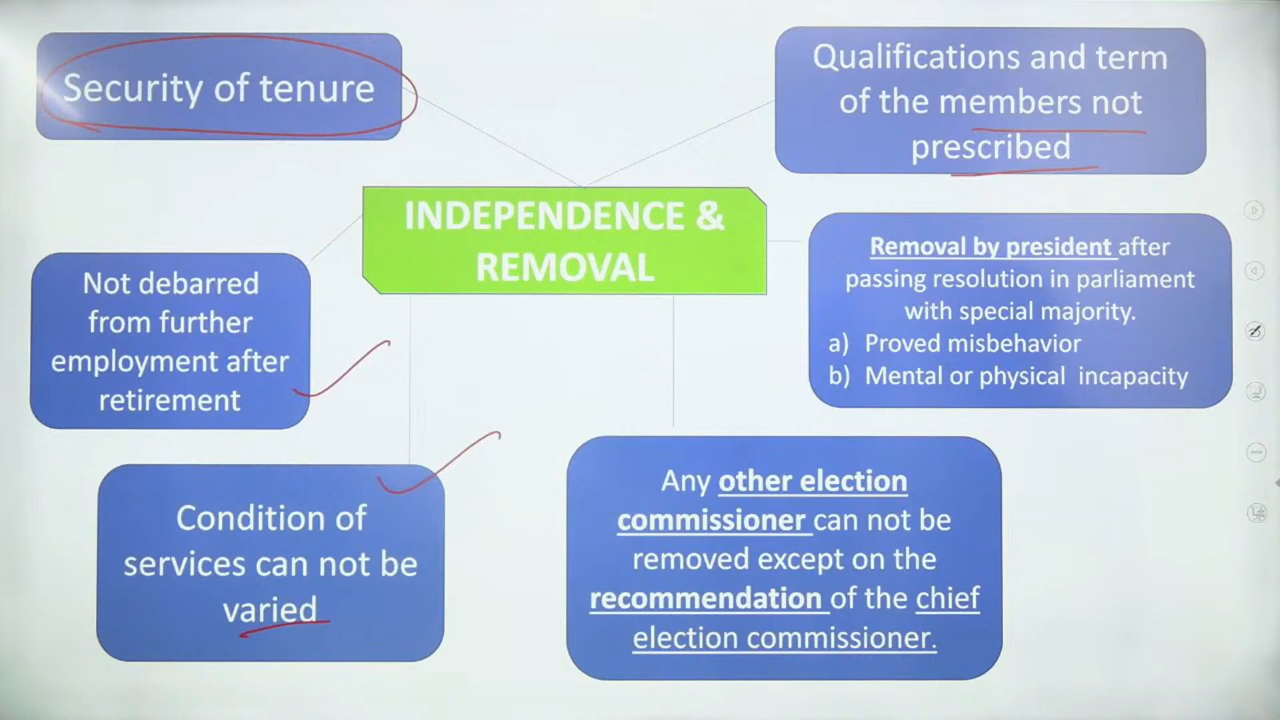 Security of tenure
Qualifications and term
of the members not
prescribed
INDEPENDENCE &
REMOVAL
Not debarred
from further
employment after
retirement
Removal by president after
passing resolution in parliament
with special majority.
a) Proved misbehavior
b) Mental or physical incapacity
Condition of
services can not be
varied
Any other election
commissioner can not be
removed except on the
recommendation of the chief
election commissioner.